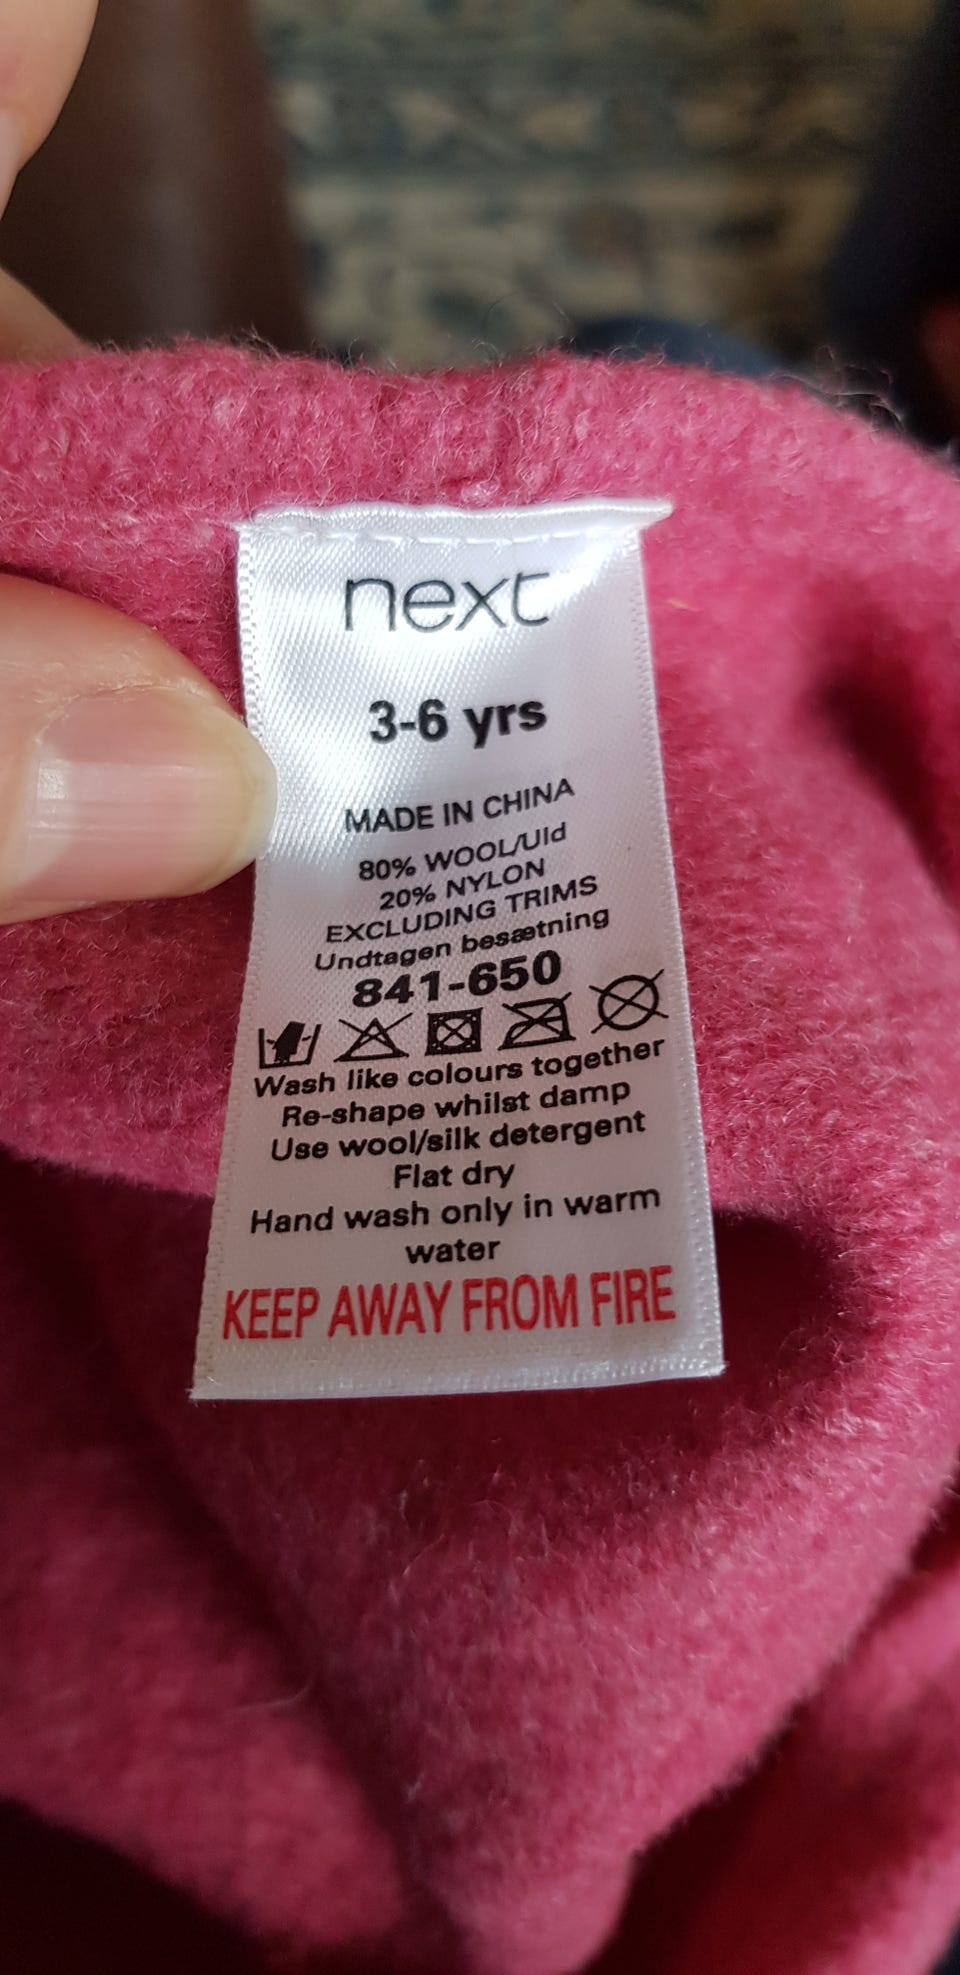 next
3-6 yrs
MADE IN CHINA
80% WOOL/Uld
20% NYLON
EXCLUDING TRIMS
Undtagen besætning
841-650
Wash like colours together
Re-shape whilst damp
Use wool/silk detergent
Flat dry
Hand wash only in warm
water
KEEP AWAY FROM FIRE